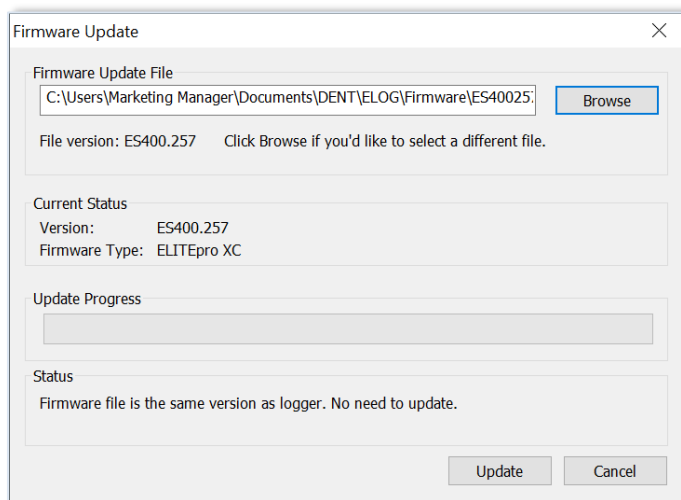 Firmware Update
Firmware Update File
C:\Users\Marketing Manager\Documents\DENT\ELOG\Firmware\ES400257
Browse
File version: ES400.257 Click Browse if you'd like to select a different file.
Current Status
Version: ES400.257
Firmware Type: ELITEpro XC
Update Progress
Status
Firmware file is the same version as logger. No need to update.
Update Cancel